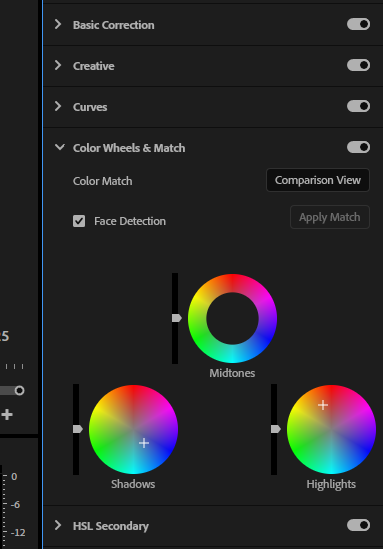 Basic Correction
Creative
Curves
Color Wheels & Match
Color Match
Comparison View
Face Detection
Apply Match
Midtones
Shadows
Highlights
HSL Secondary
25
0
-6
-12